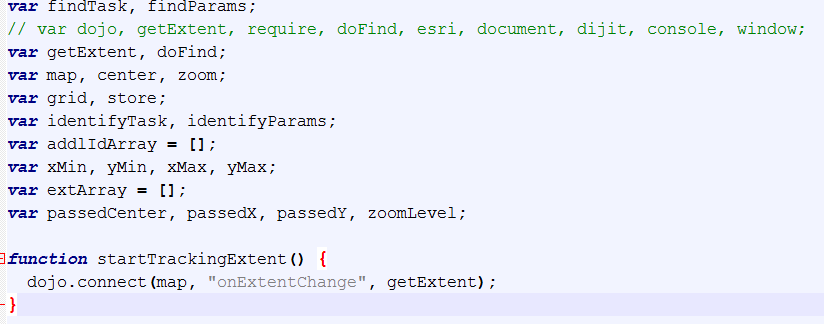 var findTask, findParams;
// var dojo, getExtent, require, doFind, esri, document, dijit, console, window;
var getExtent, doFind;
var map, center, zoom;
var grid, store;
var identifyTask, identifyParams;
var addlIdArray = [];
var xMin, yMin, xMax, yMax;
var extArray = [];
var passedCenter, passedX, passedY, zoomLevel;
function startTrackingExtent() {
  dojo.connect(map, "onExtentChange", getExtent);
}